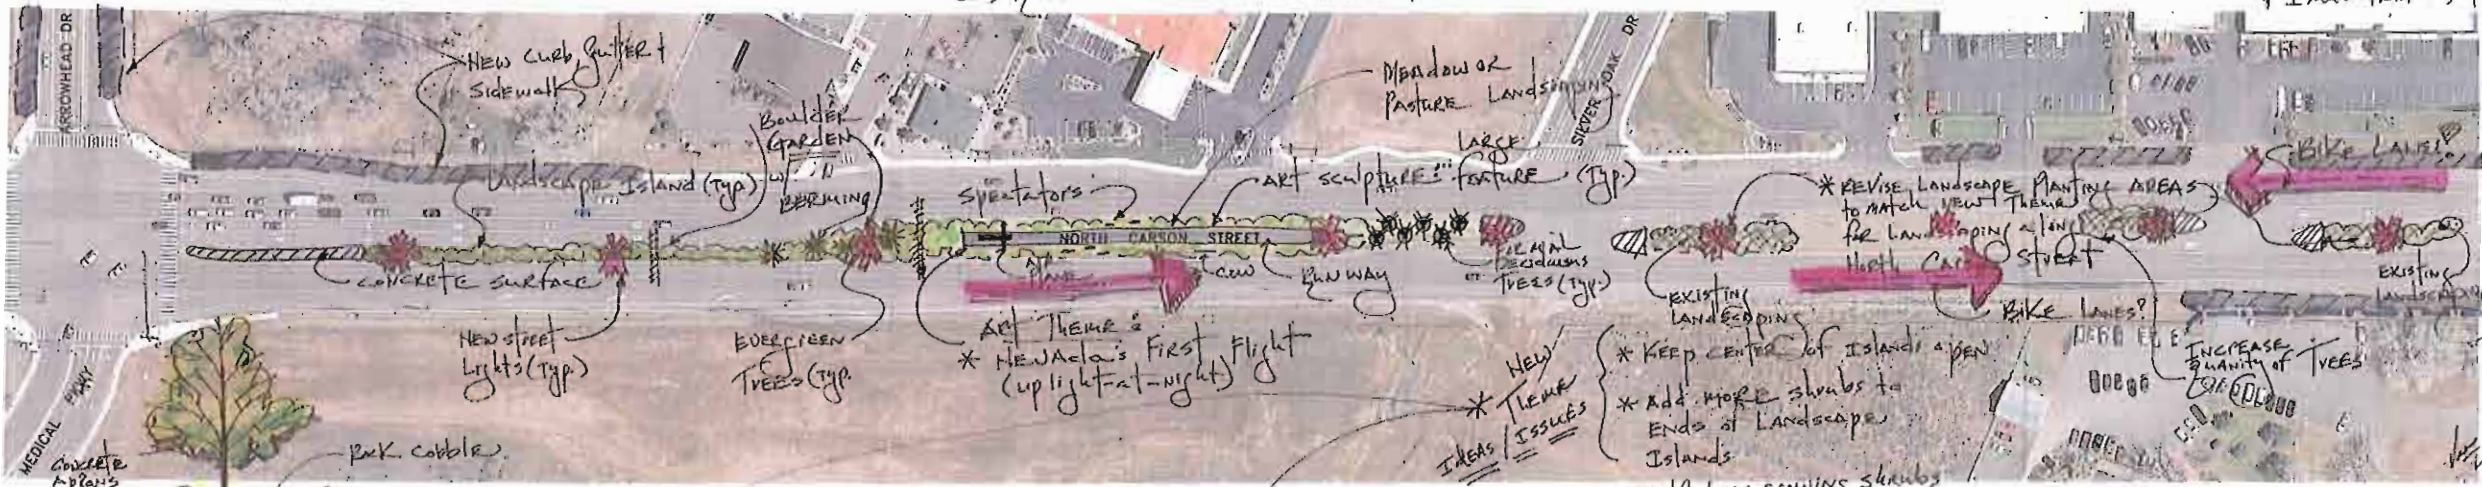 ARROWHEAD DR
NEW CURB, GUTTER &
SIDEWALK
BOULDER
GARDEN
W/
BERMING
MEADOW OR
PASTURE LANDSCAPING
SILVER OAK DR
LANDSCAPE ISLAND (TYP.)
SPECTATORS
ART SCULPTURE
LARGE
FEATURE (TYP.)
* REVISE LANDSCAPE PLANTING AREAS
TO MATCH NEW THEME
FOR LANDSCAPING ALONG
NORTH CARSON STREET
BIKE LANES?
NORTH CARSON STREET
CONCRETE SURFACE
PLANE
COW
RUNWAY
TREES (TYP.)
EXISTING
LANDSCAPING
BIKE LANES?
EXISTING
LANDSCAPING
NEW STREET
LIGHTS (TYP.)
EVERGREEN
TREES (TYP.
ART THEME:
* NEVADA'S FIRST FLIGHT
(UPLIGHT-AT-NIGHT)
* NEW
THEME
IDEAS/ISSUES
* KEEP CENTER OF ISLANDS OPEN
* ADD MORE SHRUBS TO
ENDS OF LANDSCAPE
ISLANDS
INCREASE
QUANITY OF TREES
MEDICAL PKWY
CONCRETE
APRONS
ROCK COBBLE
SHRUBS